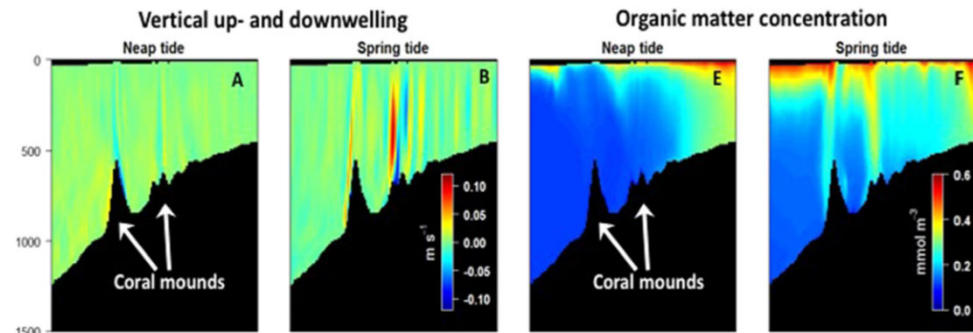 Vertical up- and downwelling
Organic matter concentration
Neap tide
Spring tide
Neap tide
Spring tide
0
500
1000
1500
A
B
E
F
Coral mounds
Coral mounds
0.10
0.05
0.00
-0.05
-0.10
m s⁻¹
0.6
0.4
0.2
0.0
mmol m⁻³